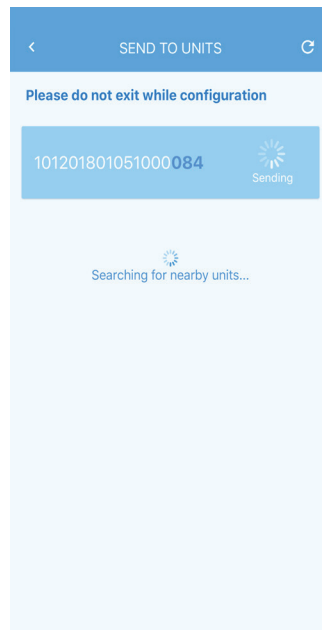 SEND TO UNITS
Please do not exit while configuration
101201801051000084
Sending
Searching for nearby units...